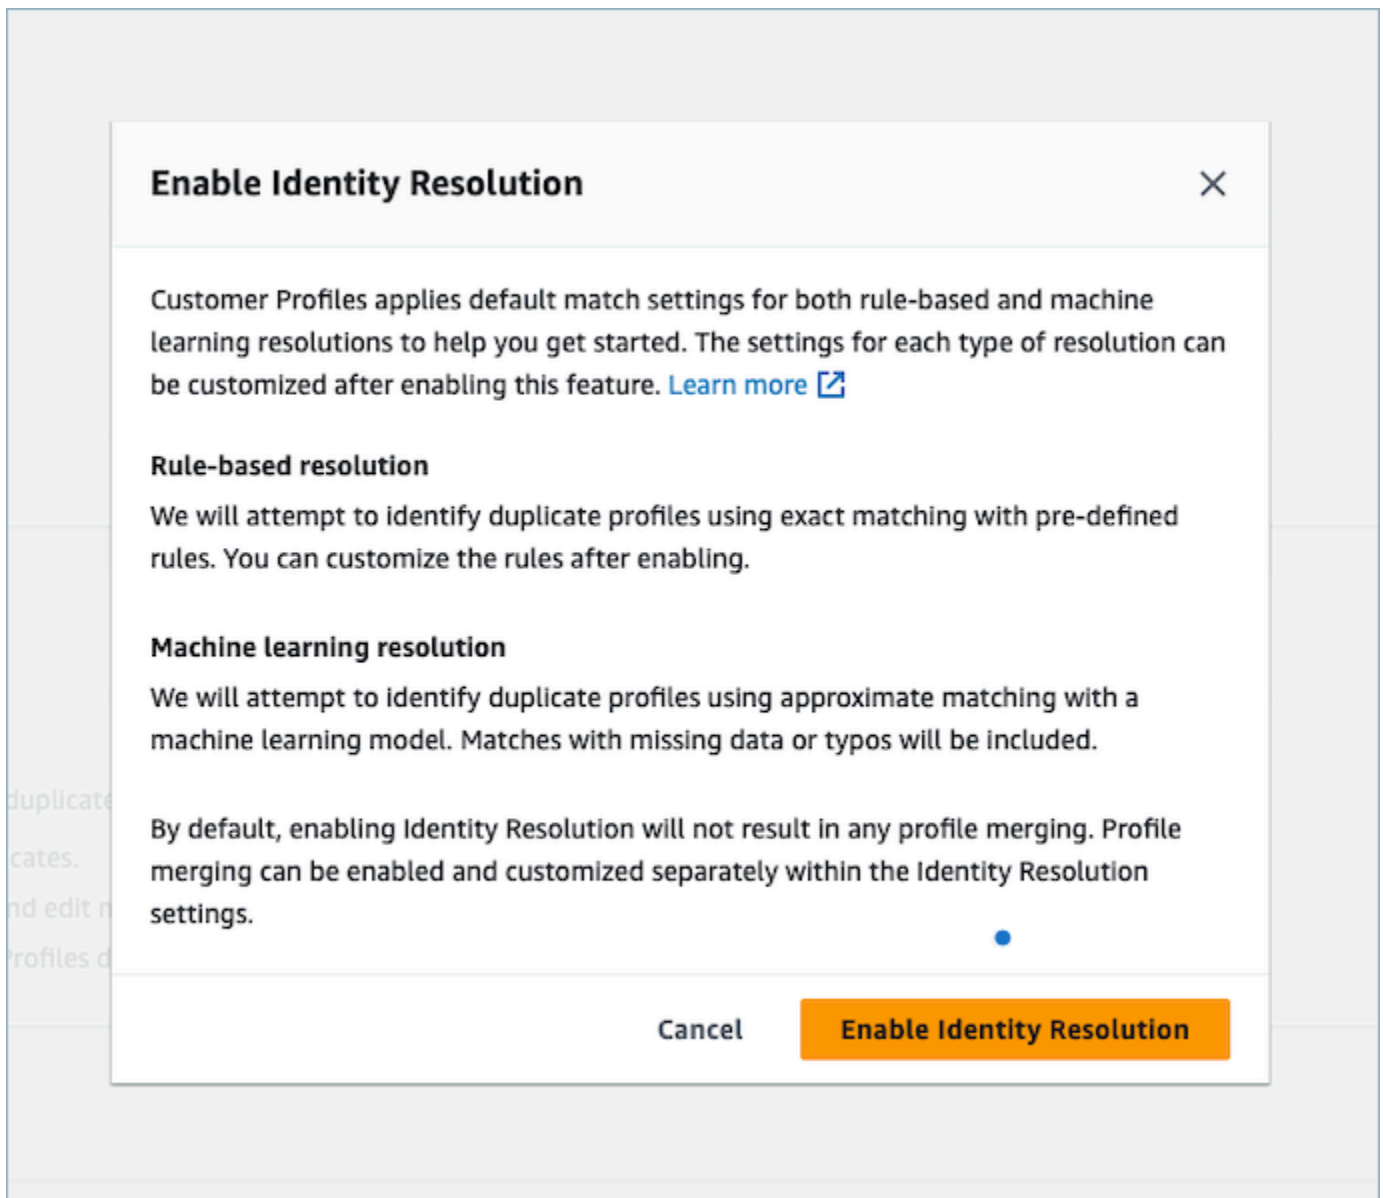 Enable Identity Resolution
Customer Profiles applies default match settings for both rule-based and machine
learning resolutions to help you get started. The settings for each type of resolution can
be customized after enabling this feature. Learn more
Rule-based resolution
We will attempt to identify duplicate profiles using exact matching with pre-defined
rules. You can customize the rules after enabling.
Machine learning resolution
We will attempt to identify duplicate profiles using approximate matching with a
machine learning model. Matches with missing data or typos will be included.
duplicate
By default, enabling Identity Resolution will not result in any profile merging. Profile
cates.
merging can be enabled and customized separately within the Identity Resolution
nd edit
settings.
Profiles d
Cancel
Enable Identity Resolution